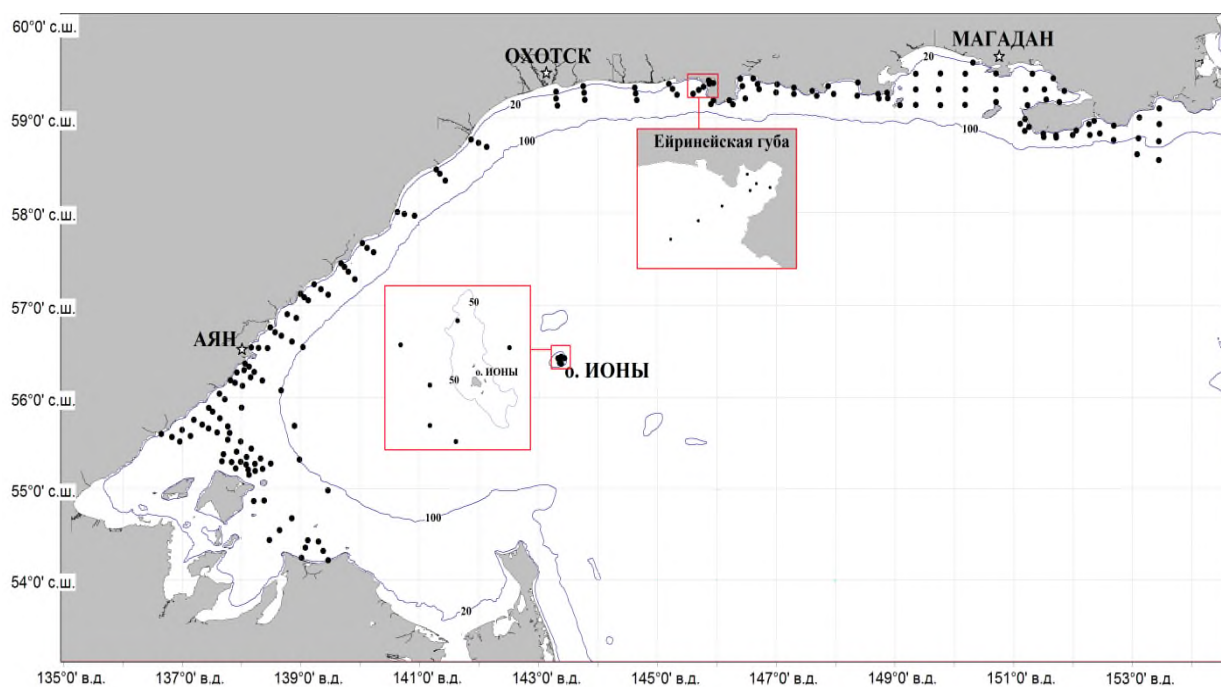 60°0' с.ш.
59°0' с.ш.
58°0' с.ш.
57°0' с.ш.
56°0' с.ш.
55°0' с.ш.
54°0' с.ш.
ОХОТСК
МАГАДАН
20
20
100
100
Ейринейская губа
АЯН
50
50
о. ИОНЫ
о. ИОНЫ
100
20
135°0' в.д.
137°0' в.д.
139°0' в.д.
141°0' в.д.
143°0' в.д.
145°0' в.д.
147°0' в.д.
149°0' в.д.
151°0' в.д.
153°0' в.д.